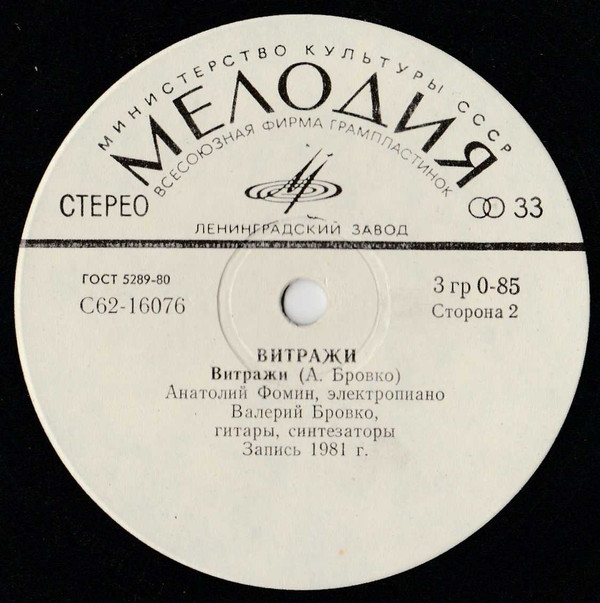 МИНИСТЕРСТВО КУЛЬТУРЫ СССР
МЕЛОДИЯ
ВСЕСОЮЗНАЯ ФИРМА ГРАМПЛАСТИНОК
СТЕРЕО
33
ЛЕНИНГРАДСКИЙ ЗАВОД
ГОСТ 5289-80
С62-16076
3 гр 0-85
Сторона 2
ВИТРАЖИ
Витражи (А. Бровко)
Анатолий Фомин, электропиано
Валерий Бровко,
гитары, синтезаторы
Запись 1981 г.